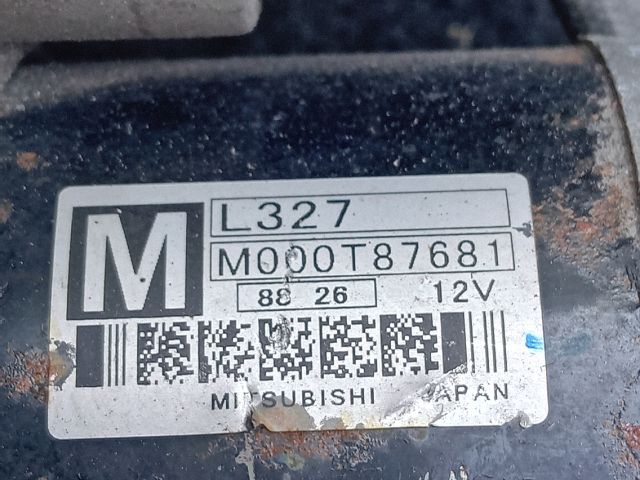 M
L327
M000T87681
88 26 12V
MITSUBISHI JAPAN